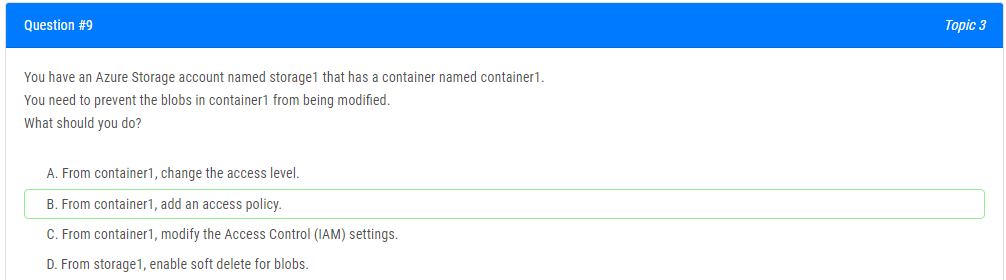 Question #9
Topic 3
You have an Azure Storage account named storage1 that has a container named container1.
You need to prevent the blobs in container1 from being modified.
What should you do?
A. From container1, change the access level.
B. From container1, add an access policy.
C. From container1, modify the Access Control (IAM) settings.
D. From storage1, enable soft delete for blobs.